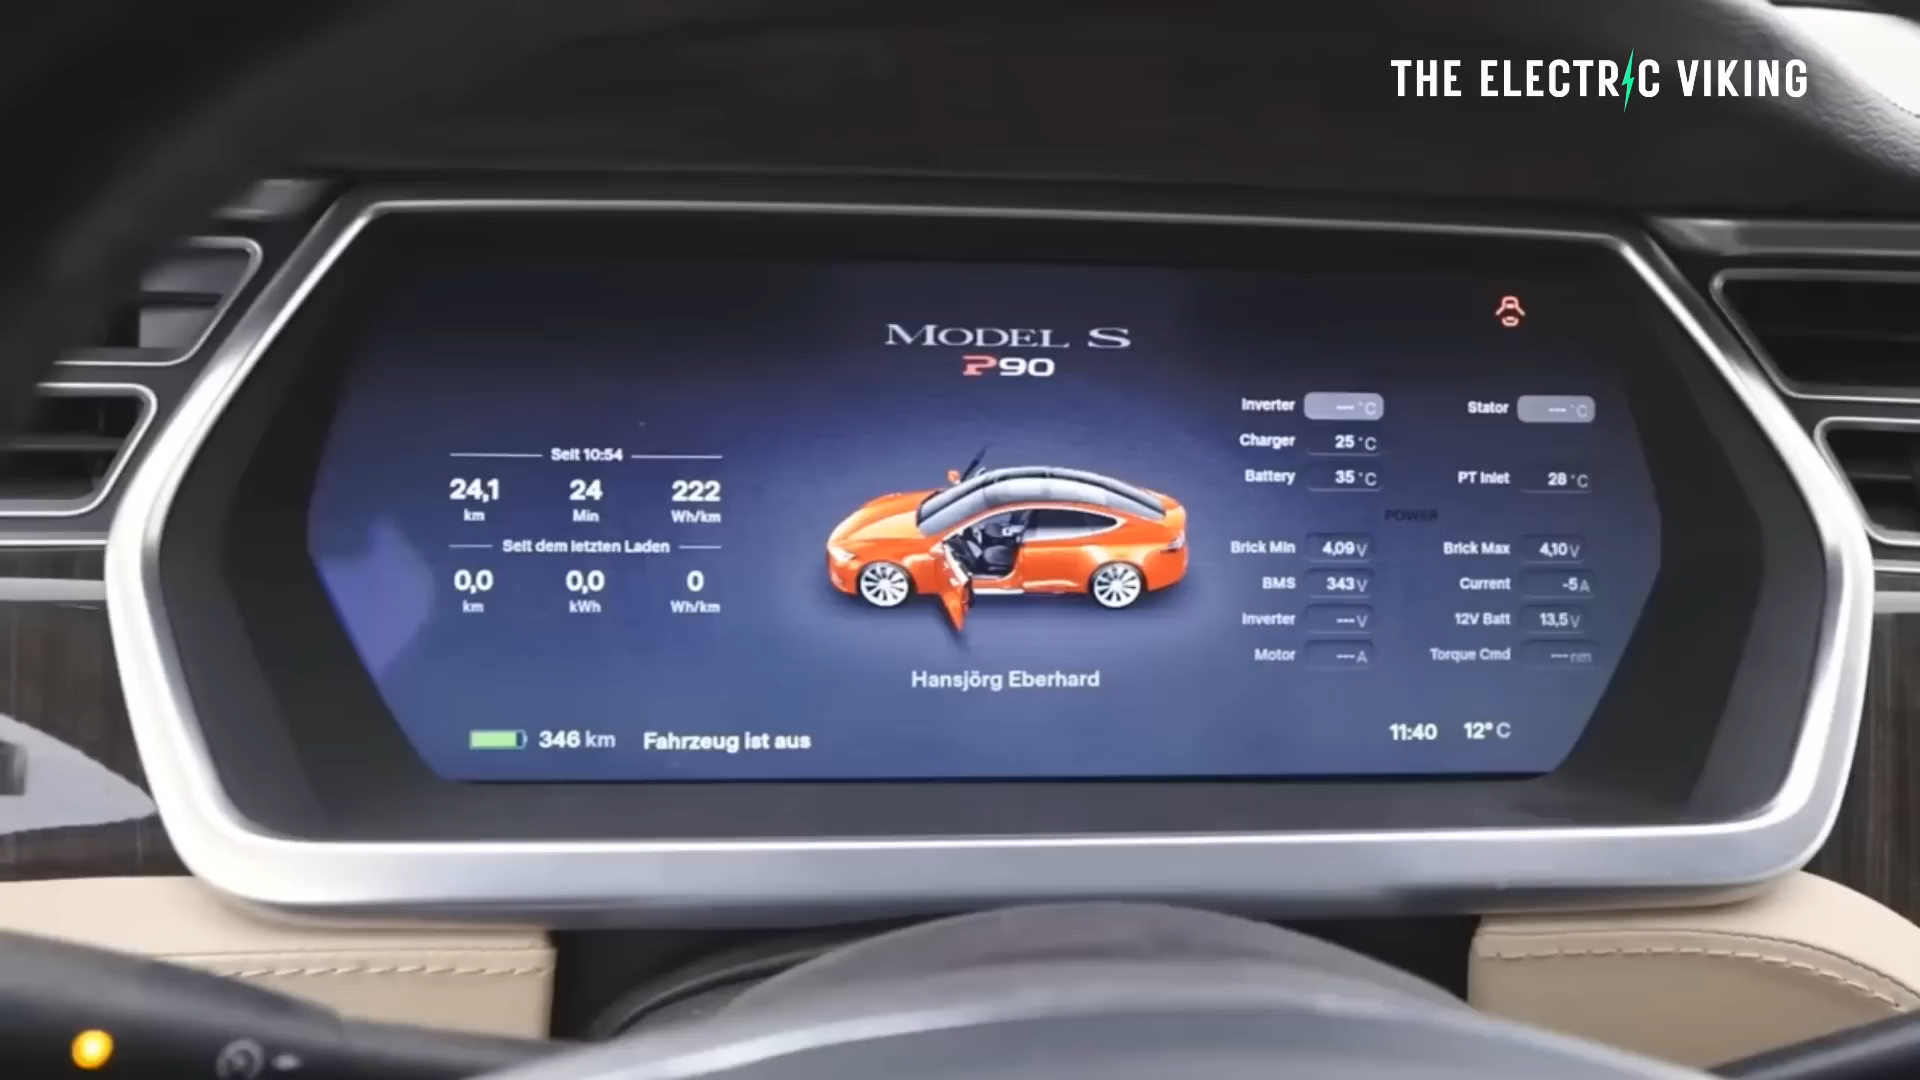 THE ELECTRIC VIKING
MODEL S
P90
Seit 10:54
24,1 24 222
km Min Wh/km
Seit dem letzten Laden
0,0 0,0 0
km kWh Wh/km
Hansjörg Eberhard
Inverter --- °C Stator --- °C
Charger 25 °C
Battery 35 °C PT Inlet 28 °C
POWER
Brick Min 4,09 V Brick Max 4,10 V
BMS 343 V Current -5 A
Inverter --- V 12V Batt 13,5 V
Motor --- A Torque Cmd --- nm
346 km Fahrzeug ist aus 11:40 12° C